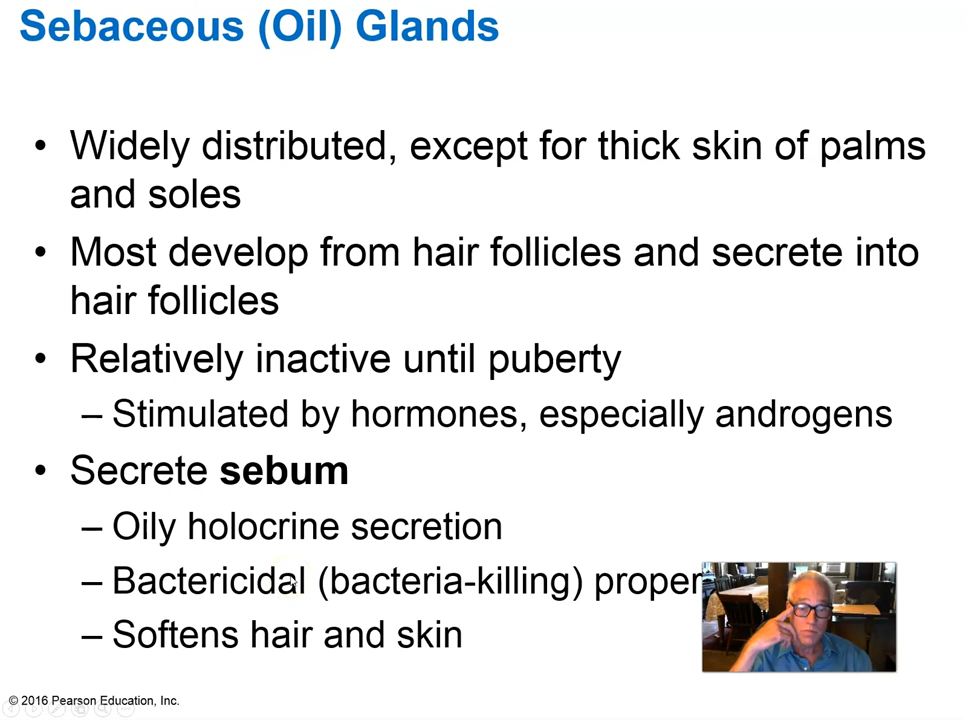 Sebaceous (Oil) Glands
• Widely distributed, except for thick skin of palms
and soles
• Most develop from hair follicles and secrete into
hair follicles
• Relatively inactive until puberty
– Stimulated by hormones, especially androgens
• Secrete sebum
– Oily holocrine secretion
– Bactericidal (bacteria-killing) proper
– Softens hair and skin
© 2016 Pearson Education, Inc.